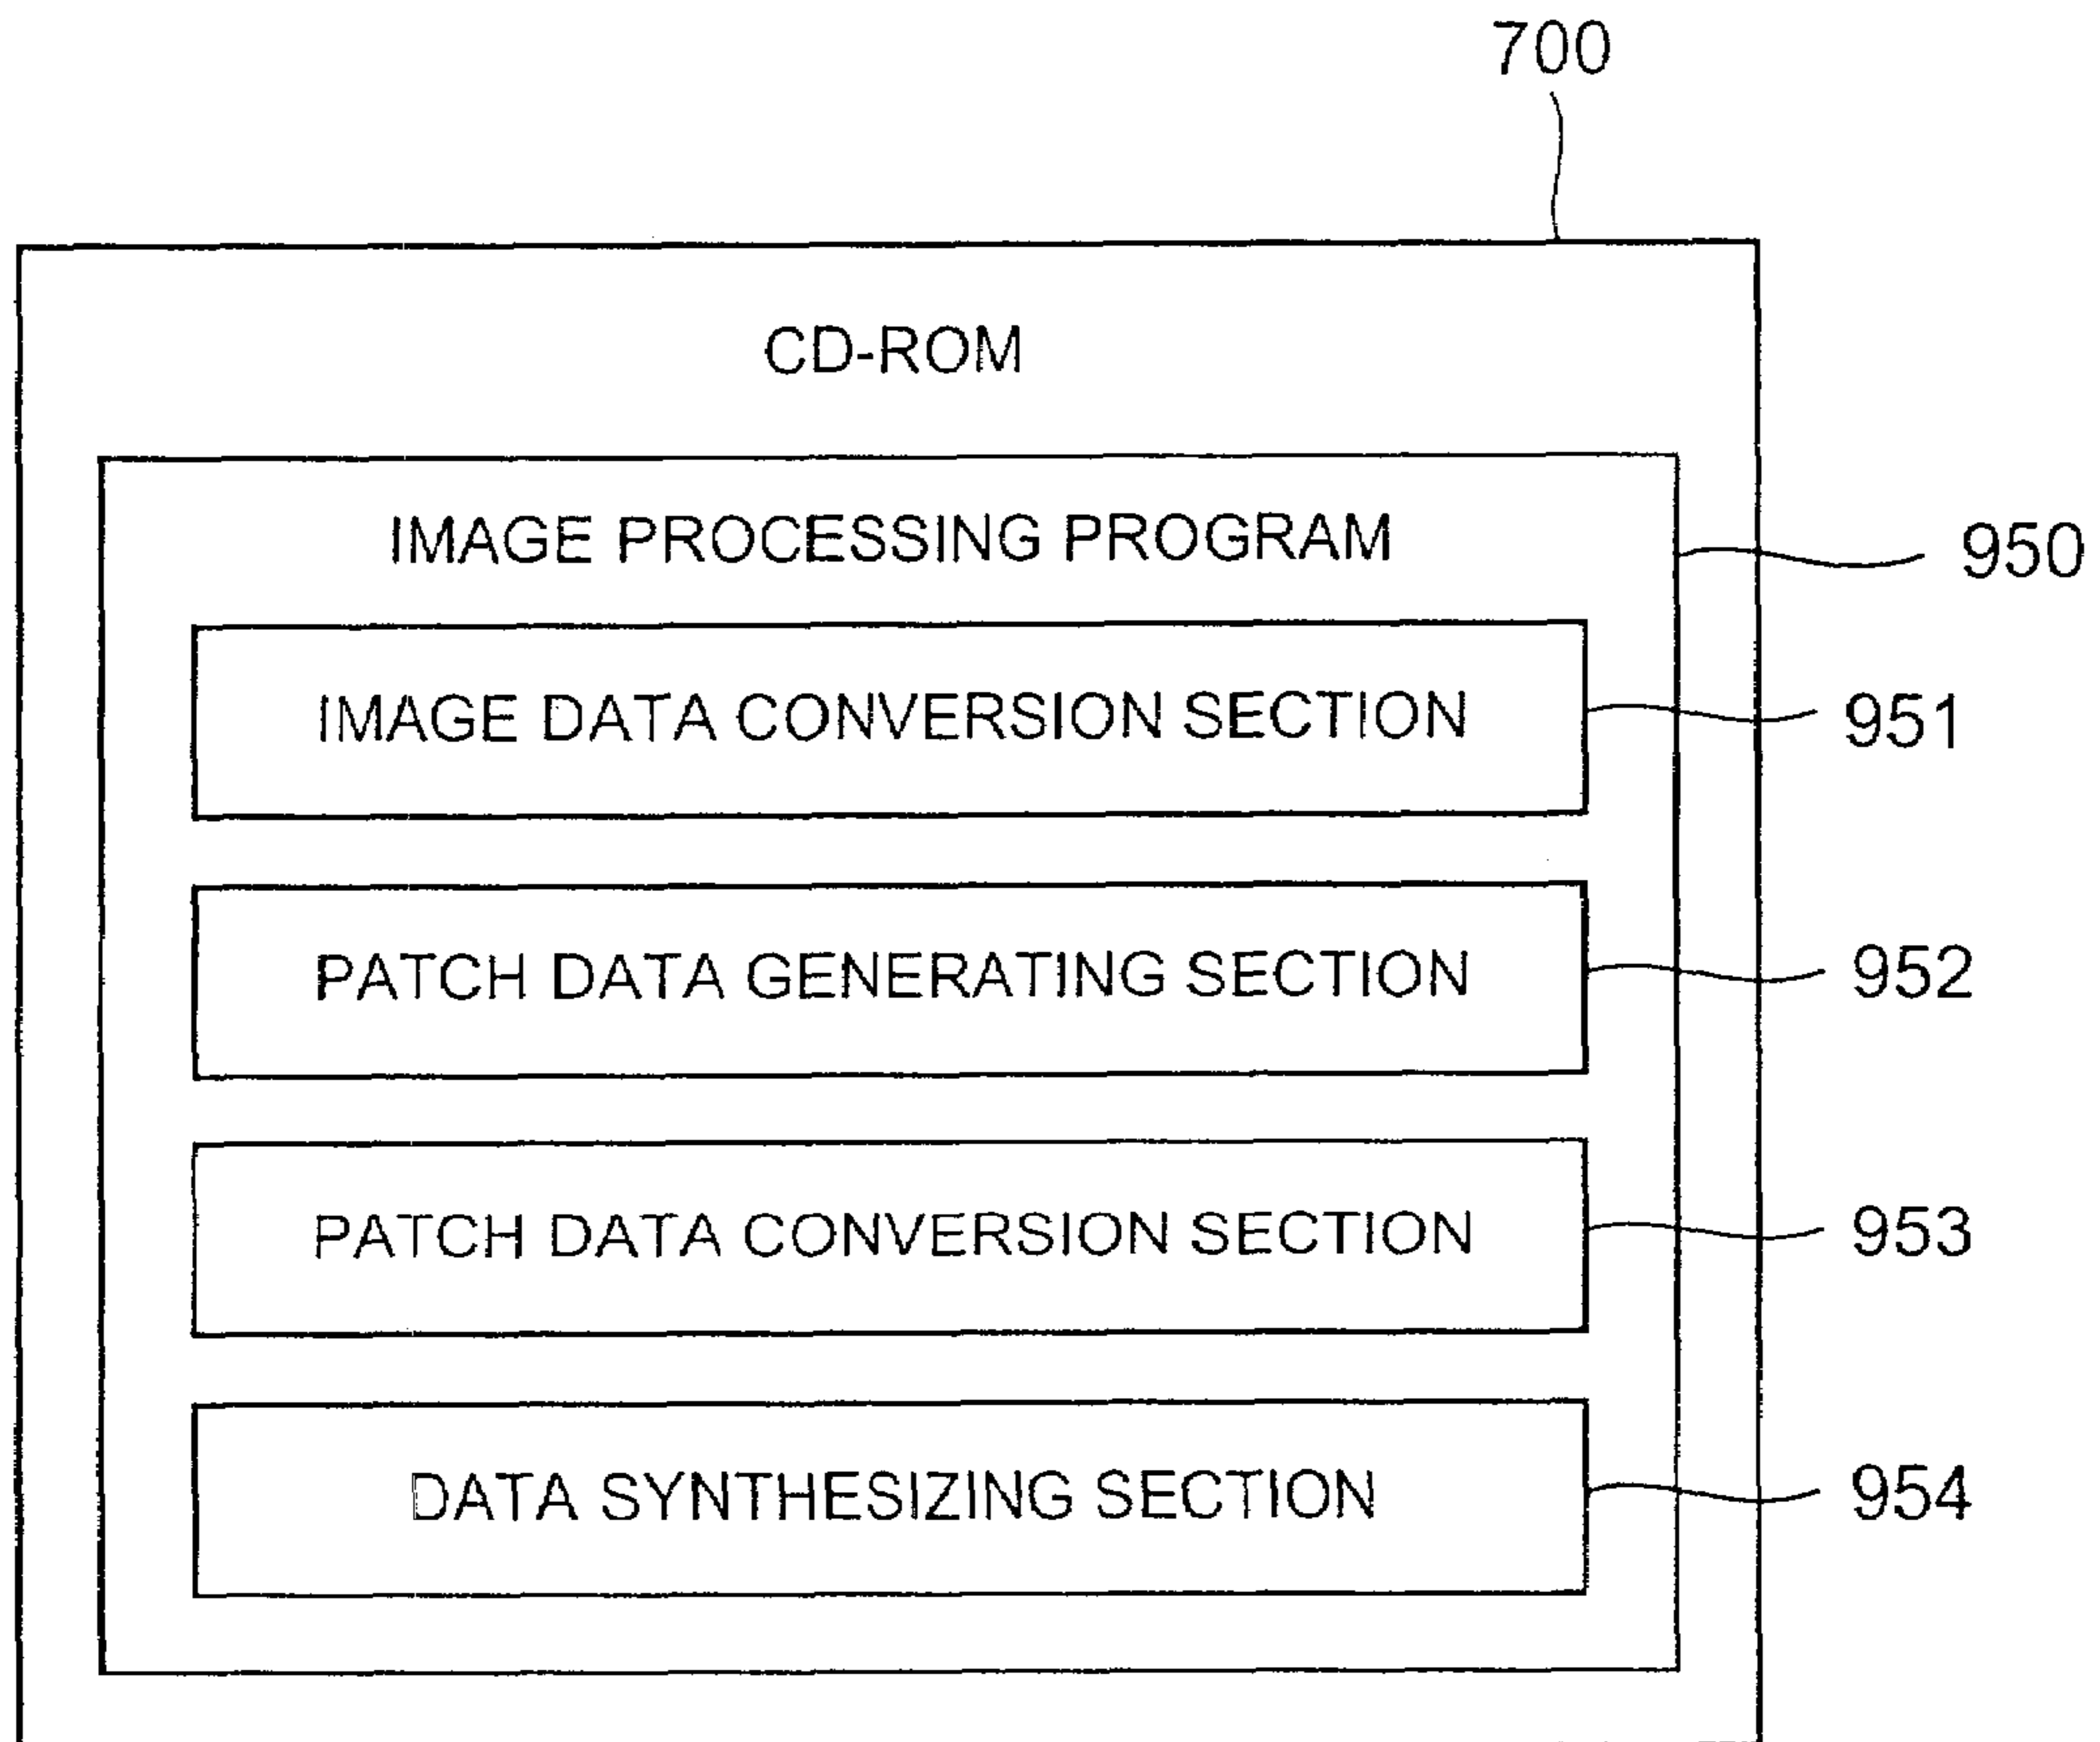 700
CD-ROM
IMAGE PROCESSING PROGRAM
950
IMAGE DATA CONVERSION SECTION
951
PATCH DATA GENERATING SECTION
952
PATCH DATA CONVERSION SECTION
953
DATA SYNTHESIZING SECTION
954